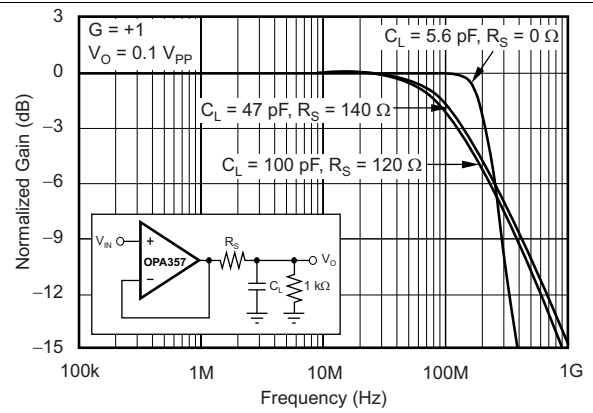 G = +1
V_O = 0.1 V_PP
C_L = 5.6 pF, R_S = 0 Ω
C_L = 47 pF, R_S = 140 Ω
C_L = 100 pF, R_S = 120 Ω
Normalized Gain (dB)
3
0
−3
−6
−9
−12
−15
V_IN
+
−
OPA357
R_S
V_O
C_L
1 kΩ
100k
1M
10M
100M
1G
Frequency (Hz)